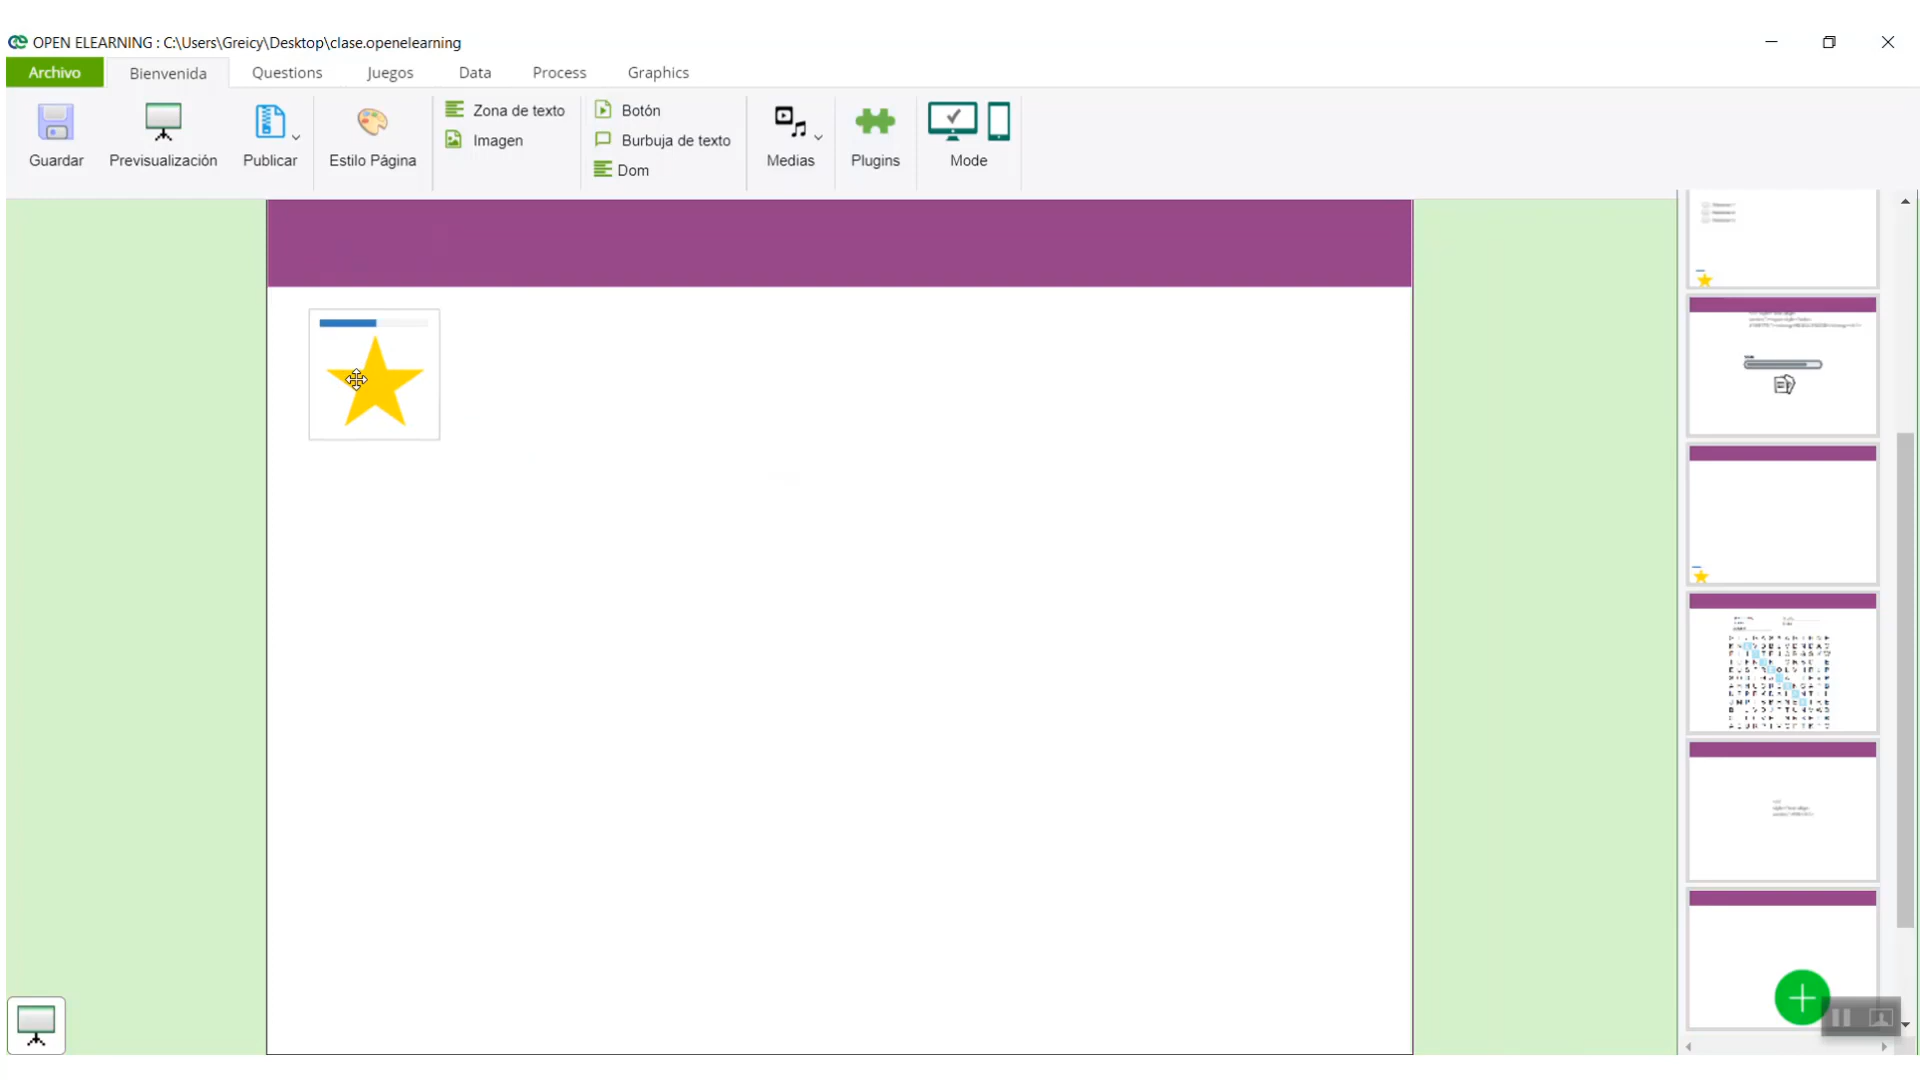 OPEN ELEARNING : C:\Users\Greicy\Desktop\clase.openelearning
Archivo Bienvenida Questions Juegos Data Process Graphics
Zona de texto Botón
Imagen Burbuja de texto
Guardar Previsualización Publicar Estilo Página Medias Plugins Mode
Dom